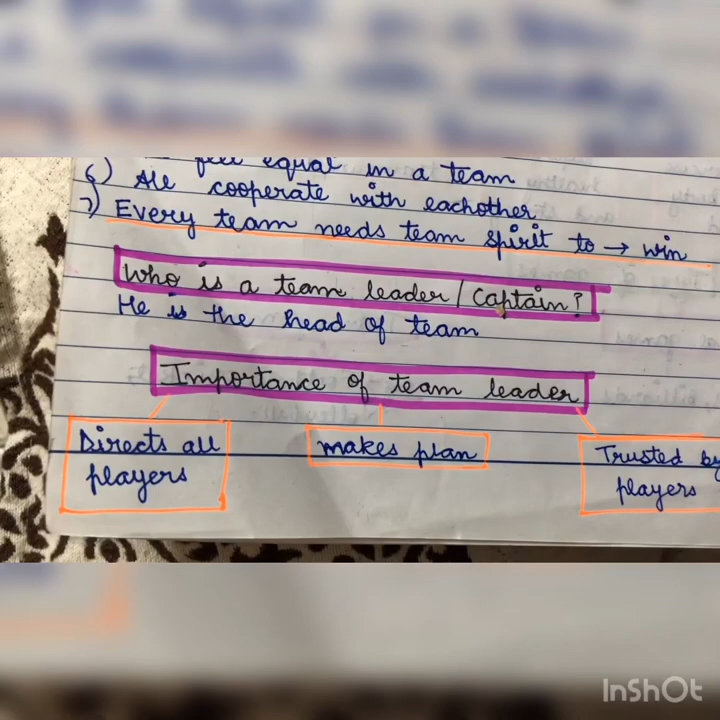 feel equal in a team
6) All cooperate with eachother
7) Every team needs team spirit to → win
Who is a team leader / Captain?
He is the head of team
Importance of team leader
Directs all
players
makes plan
Trusted by
players
InShOt